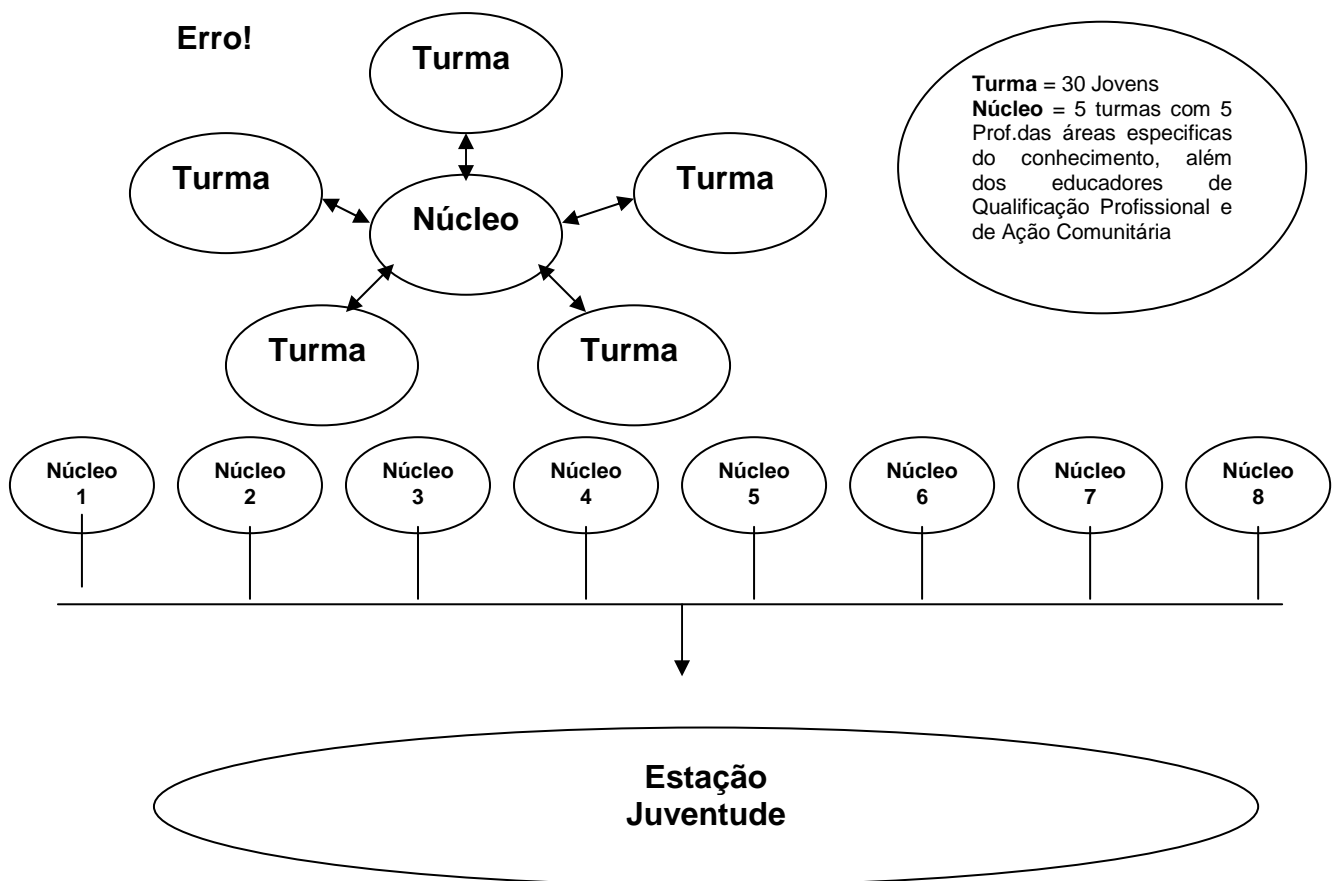 Erro!
Turma
Turma
Turma
Núcleo
Turma
Turma
Turma = 30 Jovens
Núcleo = 5 turmas com 5
Prof.das áreas especificas
do conhecimento, além
dos educadores de
Qualificação Profissional e
de Ação Comunitária
Núcleo
1
Núcleo
2
Núcleo
3
Núcleo
4
Núcleo
5
Núcleo
6
Núcleo
7
Núcleo
8
Estação
Juventude